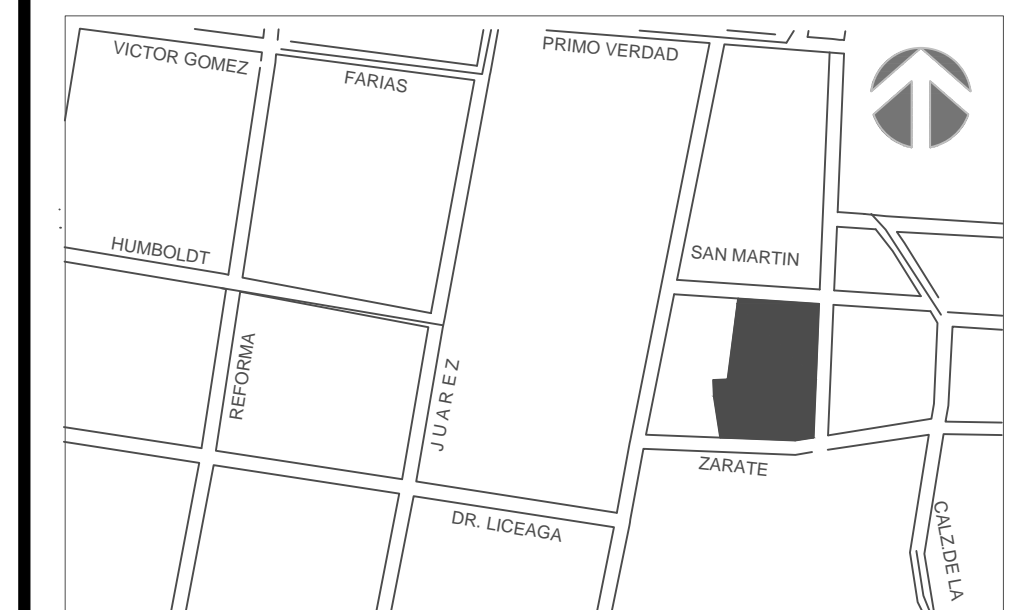 VICTOR GOMEZ
FARIAS
PRIMO VERDAD
HUMBOLDT
SAN MARTIN
REFORMA
JUAREZ
ZARATE
DR. LICEAGA
CALZ.DE LA